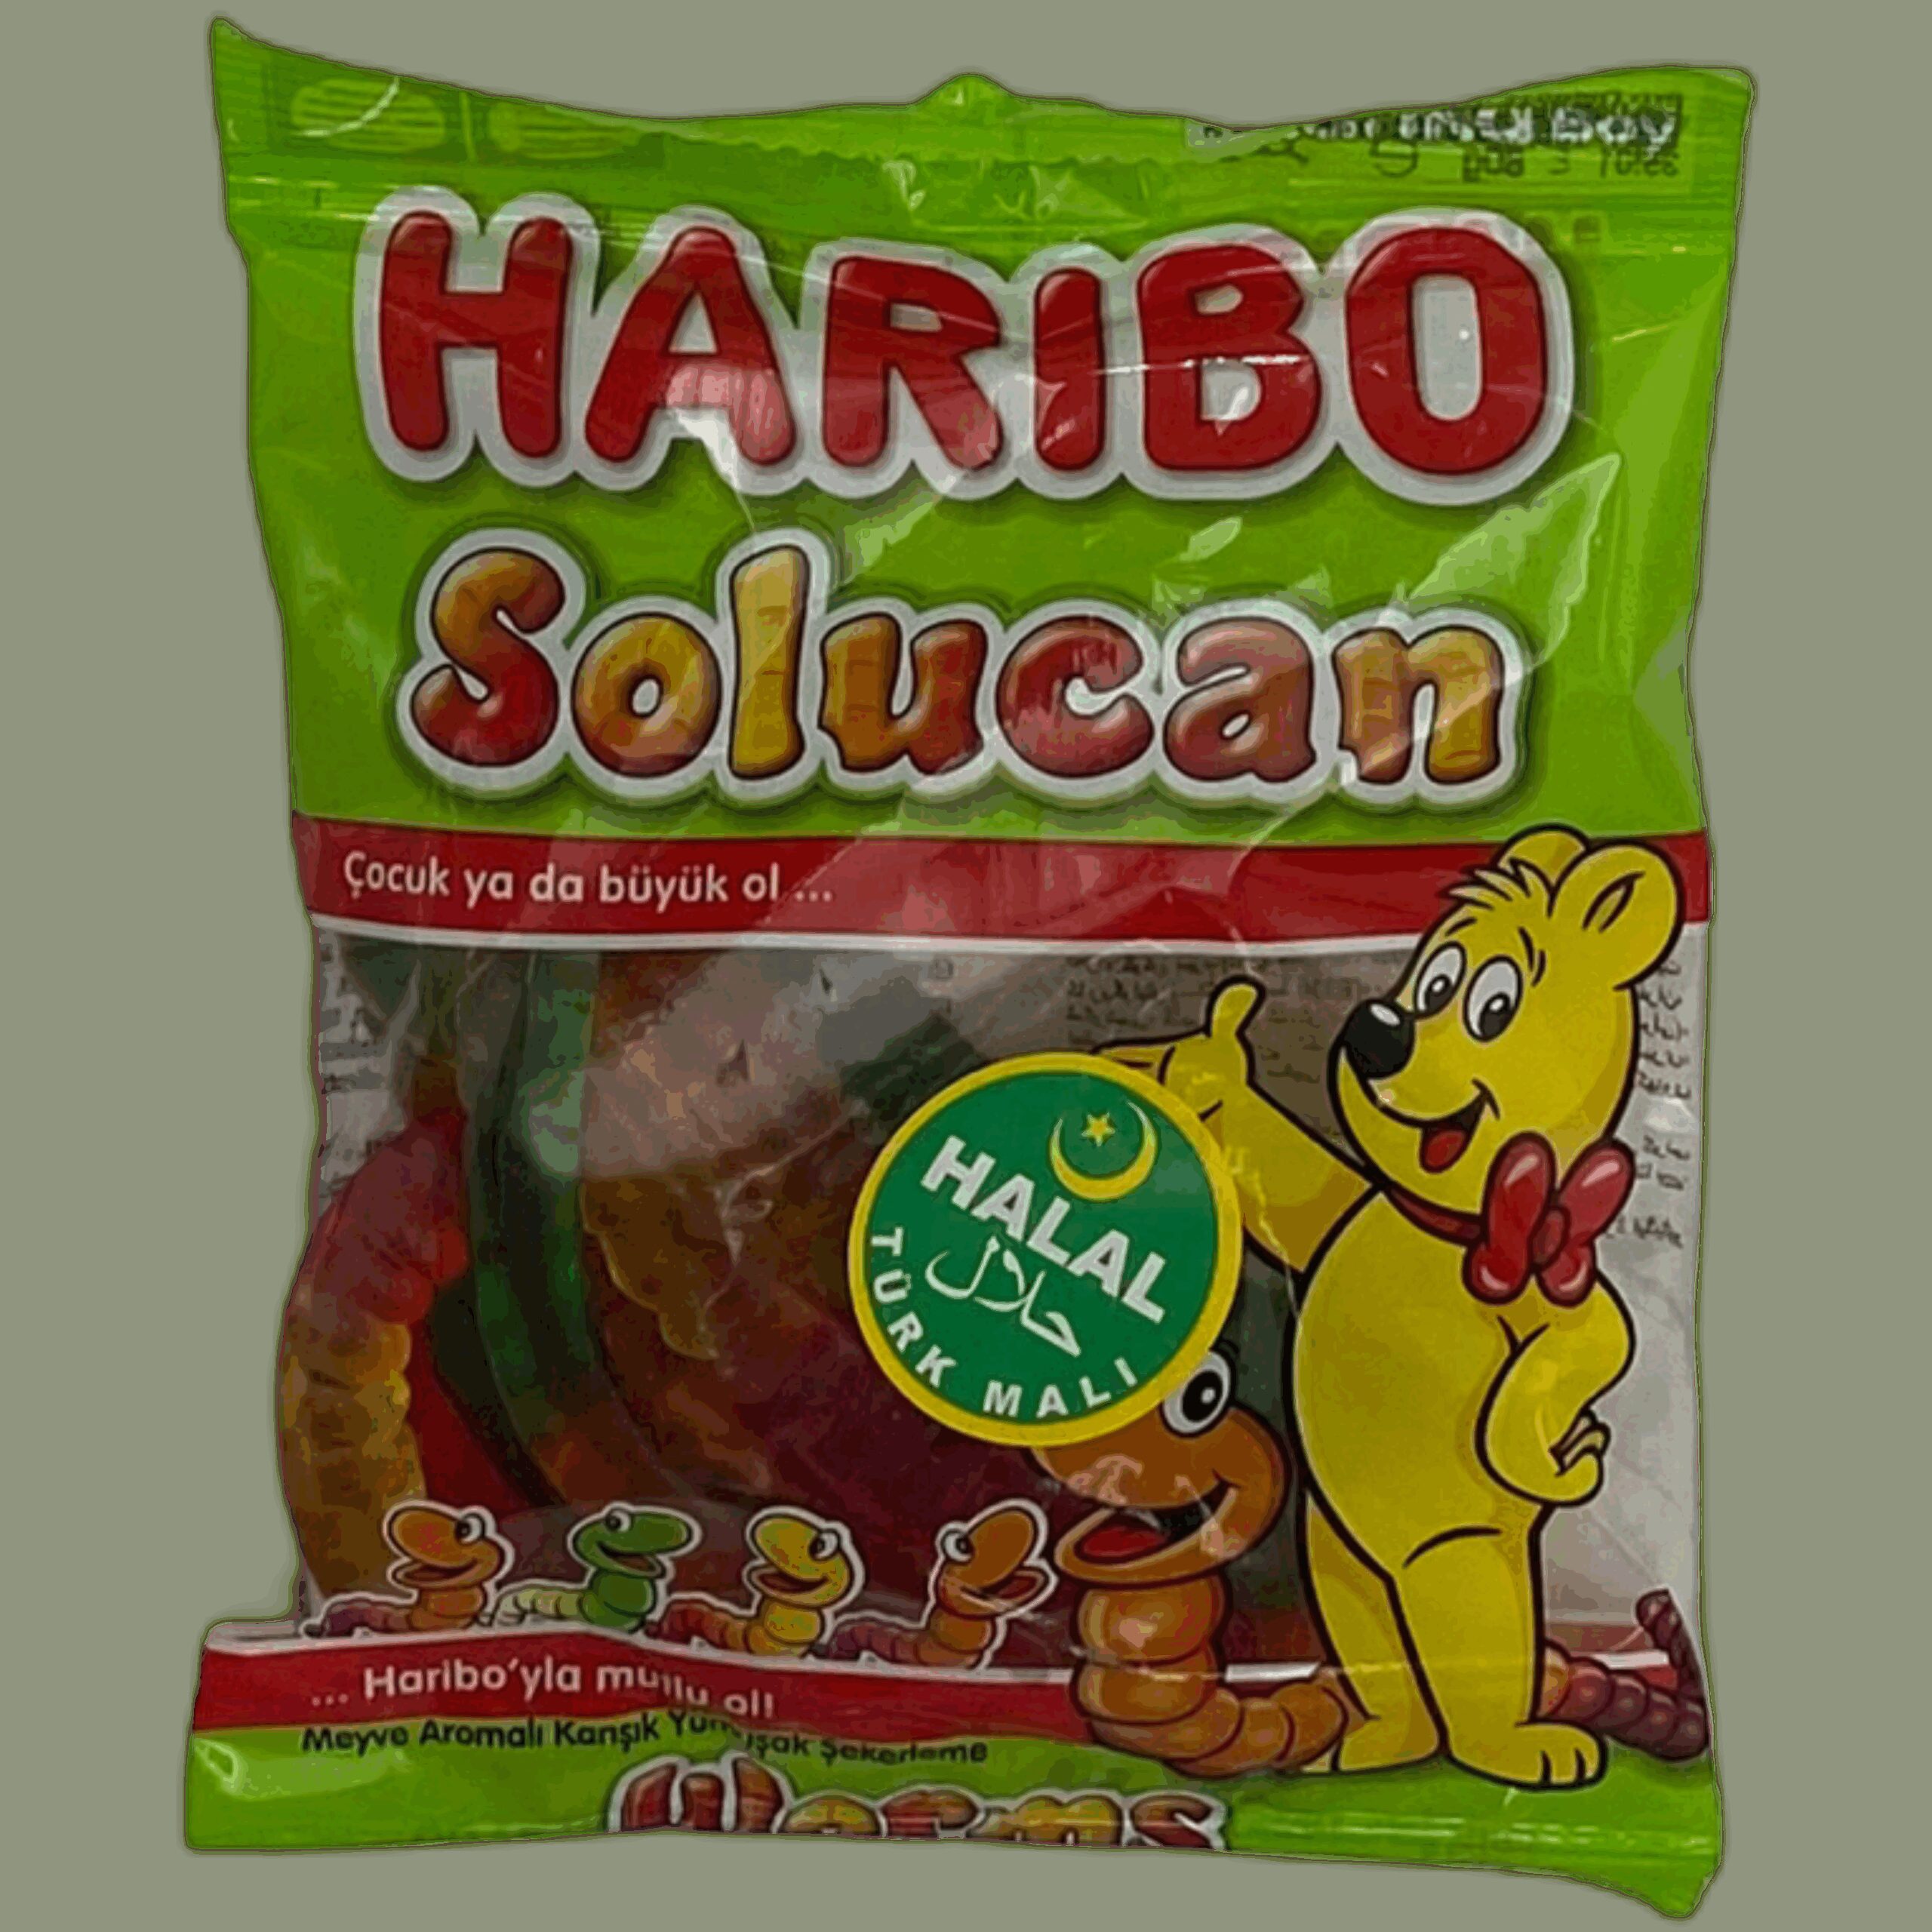 HARIBO
Solucan
Çocuk ya da büyük ol ...
HALAL
حلال
TÜRK MALI
... Haribo'yla mutlu ol!
Meyve Aromalı Karışık Yumuşak Şekerleme
Worms